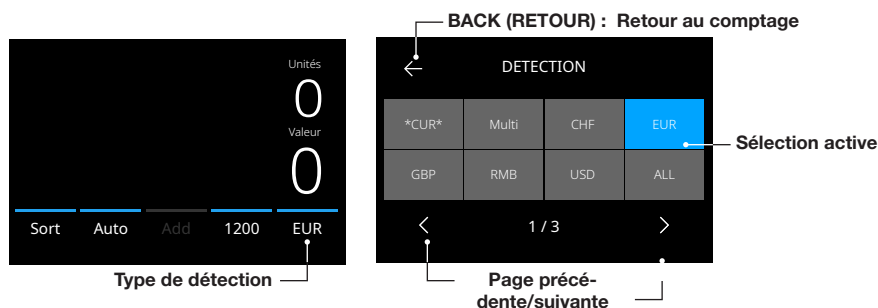 BACK (RETOUR) : Retour au comptage
Unités
0
Valeur
0
Sort Auto Add 1200 EUR
Type de détection
DETECTION
*CUR* Multi CHF EUR
GBP RMB USD ALL
Sélection active
< 1 / 3 >
Page précé-
dente/suivante